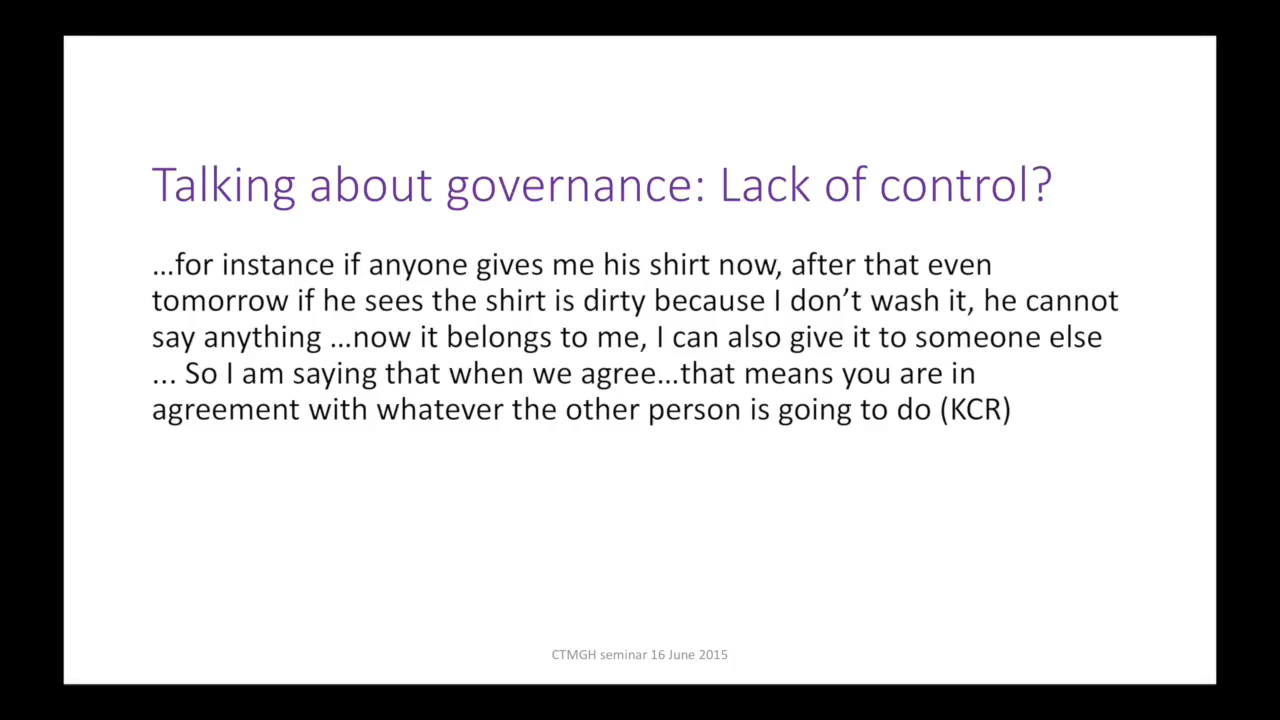 Talking about governance: Lack of control?
...for instance if anyone gives me his shirt now, after that even
tomorrow if he sees the shirt is dirty because I don’t wash it, he cannot
say anything ...now it belongs to me, I can also give it to someone else
... So I am saying that when we agree...that means you are in
agreement with whatever the other person is going to do (KCR)
CTMGH seminar 16 June 2015